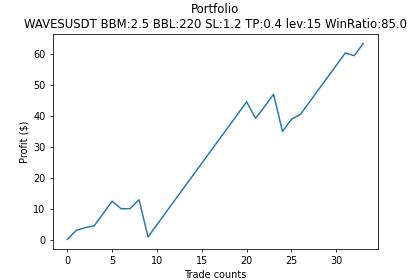 Portfolio
WAVESUSDT BBM:2.5 BBL:220 SL:1.2 TP:0.4 lev:15 WinRatio:85.0
Profit ($)
60
50
40
30
20
10
0
0 5 10 15 20 25 30
Trade counts